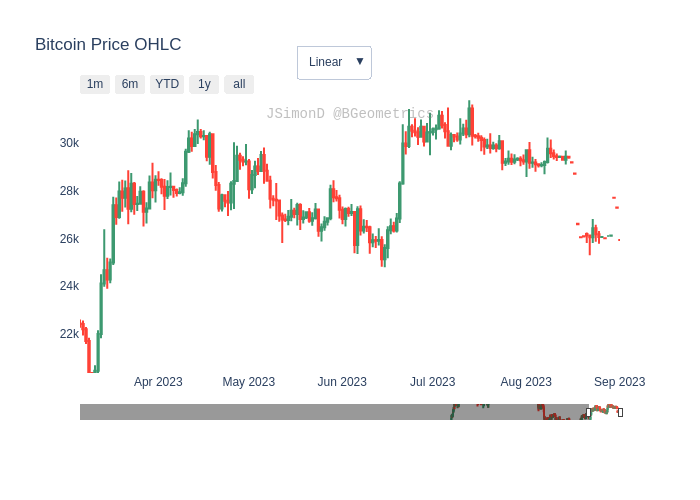 Bitcoin Price OHLC
Linear ▼
1m 6m YTD 1y all
JSimonD @BGeometrics
30k
28k
26k
24k
22k
Apr 2023 May 2023 Jun 2023 Jul 2023 Aug 2023 Sep 2023